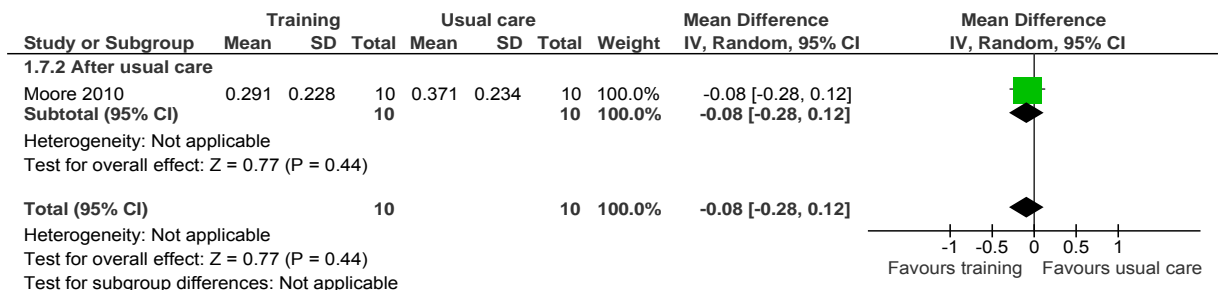 Training Usual care Mean Difference Mean Difference
Study or Subgroup Mean SD Total Mean SD Total Weight IV, Random, 95% CI IV, Random, 95% CI
1.7.2 After usual care
Moore 2010 0.291 0.228 10 0.371 0.234 10 100.0% -0.08 [-0.28, 0.12]
Subtotal (95% CI) 10 10 100.0% -0.08 [-0.28, 0.12]
Heterogeneity: Not applicable
Test for overall effect: Z = 0.77 (P = 0.44)
Total (95% CI) 10 10 100.0% -0.08 [-0.28, 0.12]
Heterogeneity: Not applicable
Test for overall effect: Z = 0.77 (P = 0.44)
Test for subgroup differences: Not applicable
-1 -0.5 0 0.5 1
Favours training Favours usual care